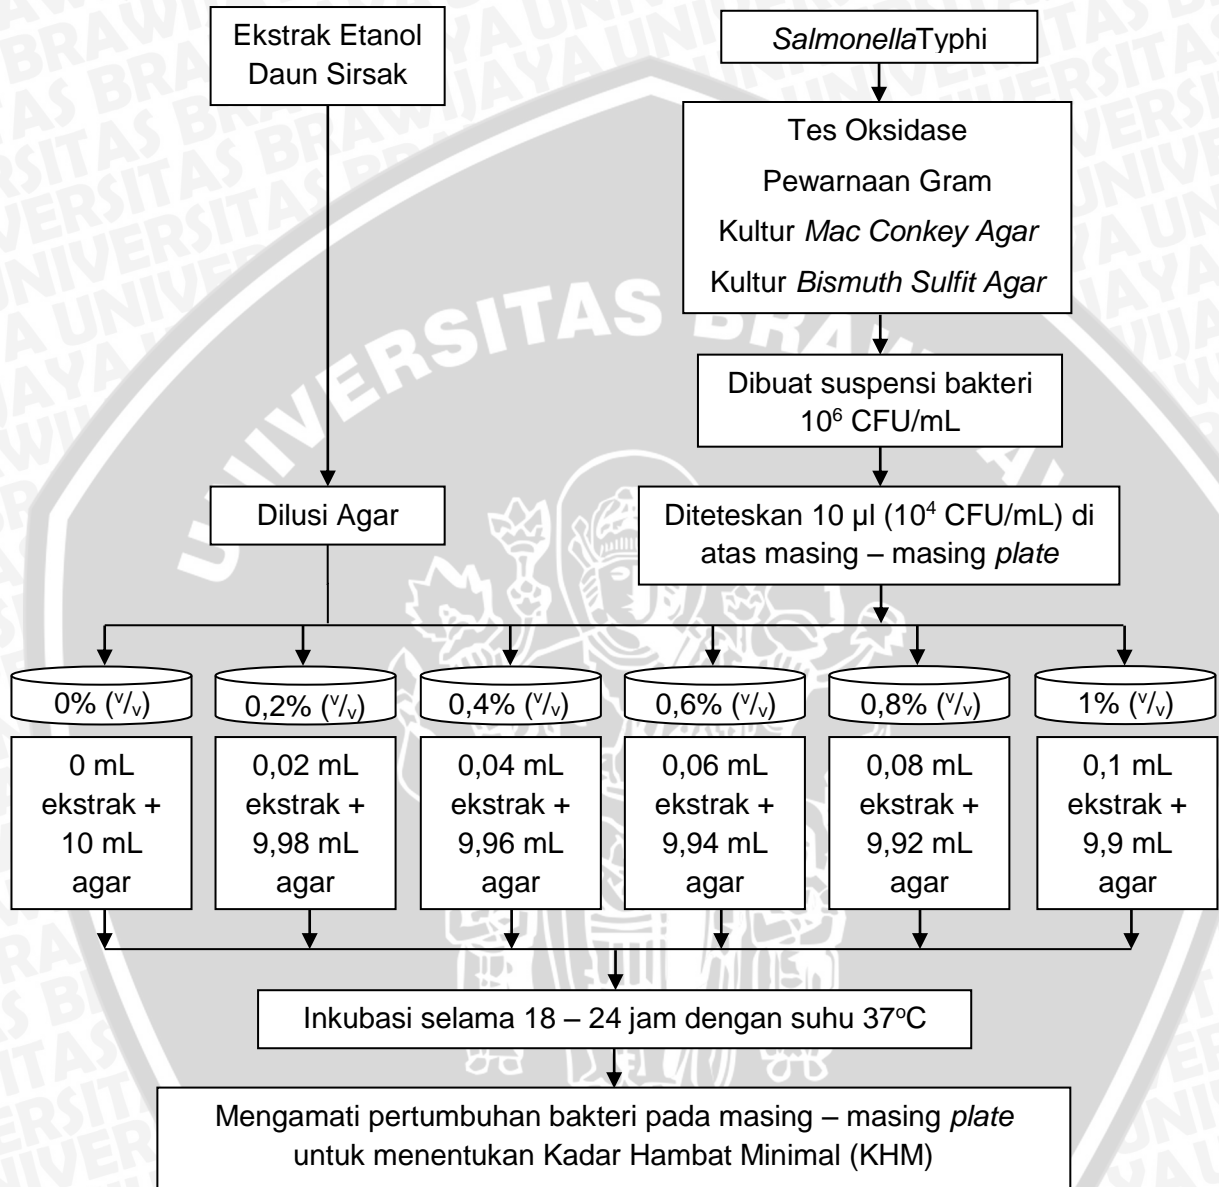 Ekstrak Etanol
Daun Sirsak
SalmonellaTyphi
Tes Oksidase
Pewarnaan Gram
Kultur Mac Conkey Agar
Kultur Bismuth Sulfit Agar
Dibuat suspensi bakteri
10⁶ CFU/mL
Dilusi Agar
Diteteskan 10 µl (10⁴ CFU/mL) di
atas masing – masing plate
0% (v/v)
0,2% (v/v)
0,4% (v/v)
0,6% (v/v)
0,8% (v/v)
1% (v/v)
0 mL
ekstrak +
10 mL
agar
0,02 mL
ekstrak +
9,98 mL
agar
0,04 mL
ekstrak +
9,96 mL
agar
0,06 mL
ekstrak +
9,94 mL
agar
0,08 mL
ekstrak +
9,92 mL
agar
0,1 mL
ekstrak +
9,9 mL
agar
Inkubasi selama 18 – 24 jam dengan suhu 37°C
Mengamati pertumbuhan bakteri pada masing – masing plate
untuk menentukan Kadar Hambat Minimal (KHM)
UNIVERSITAS BRAW